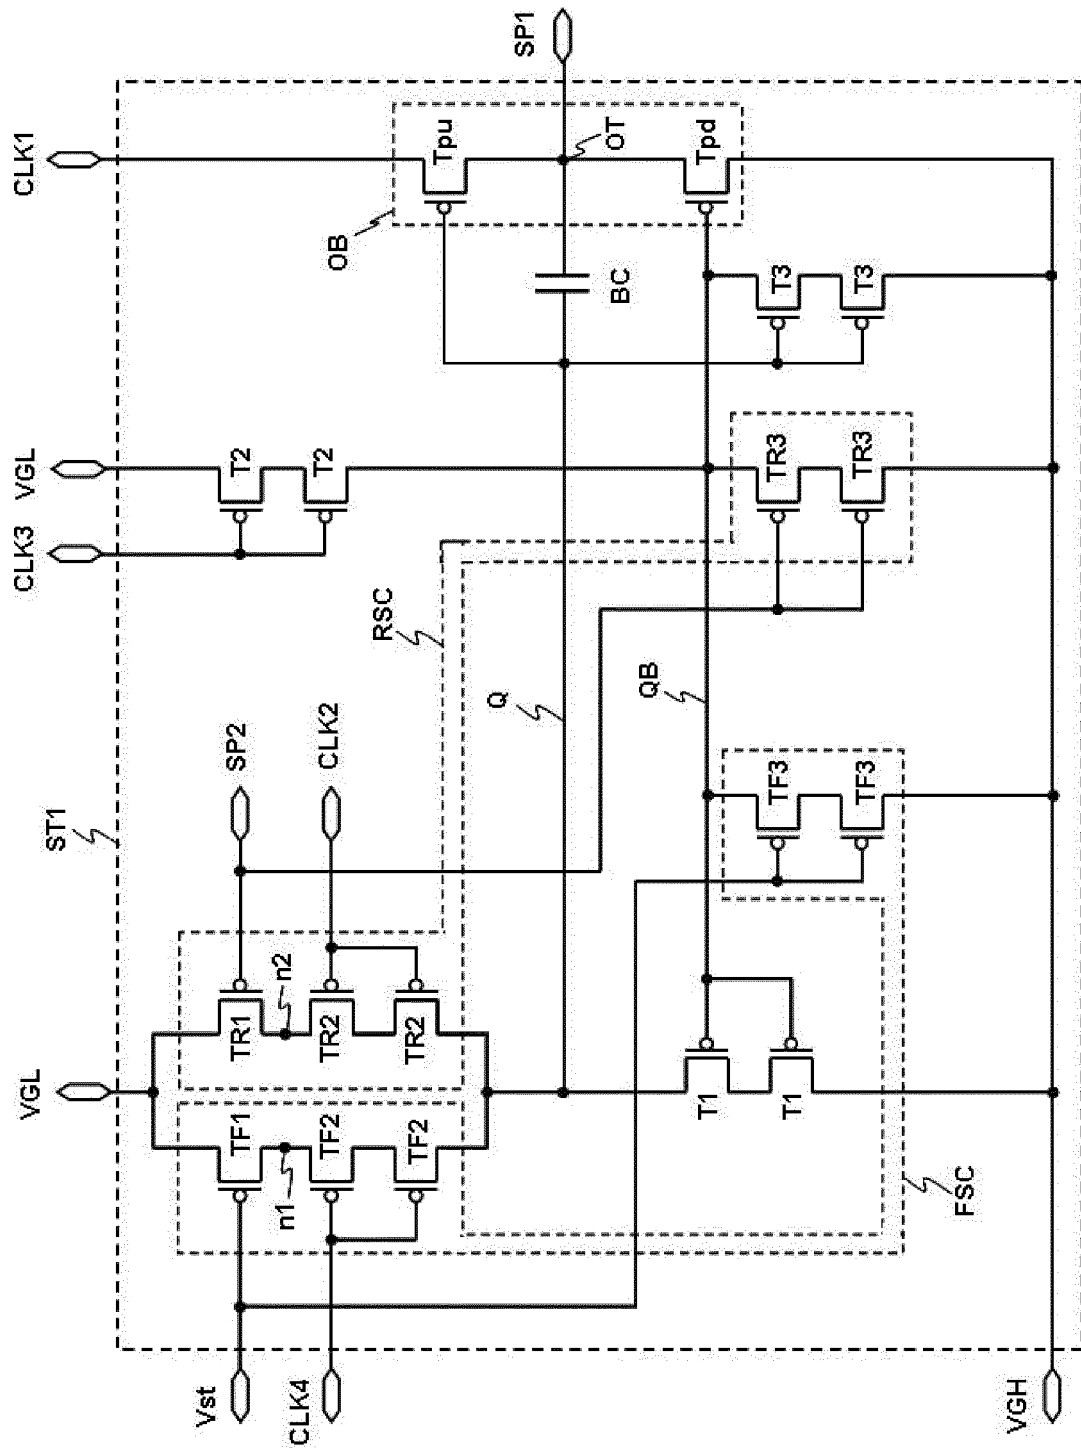 SP1
CLK1
Tpu
OT
Tpd
OB
BC
T3
T3
VGL
T2
T2
TR3
TR3
CLK3
RSC
Q
QB
SP2
CLK2
ST1
TF3
TF3
n2
TR1
TR2
TR2
VGL
T1
T1
TF1
TF2
TF2
n1
FSC
Vst
CLK4
VGH